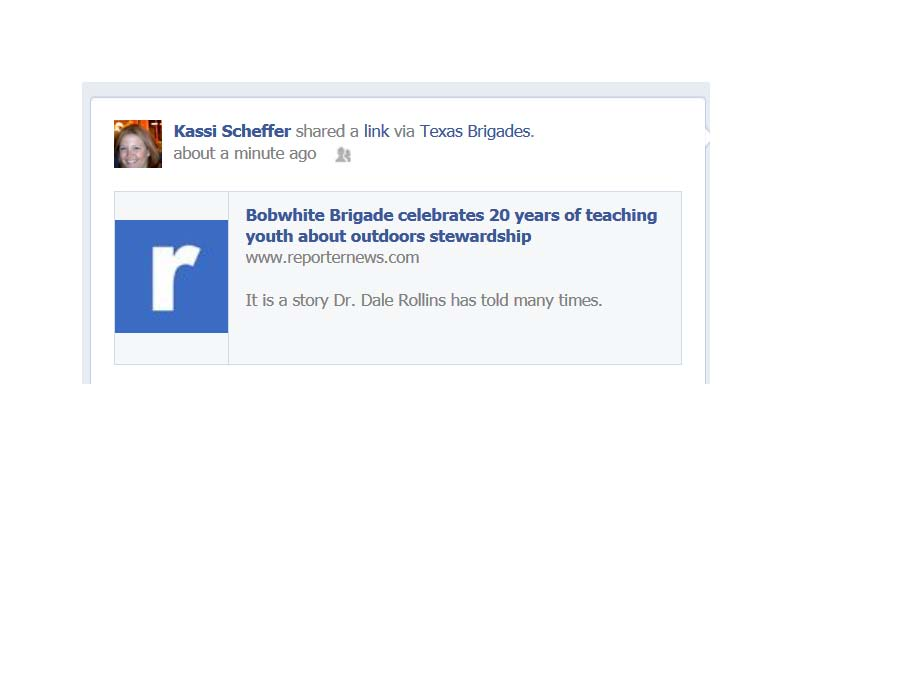 Kassi Scheffer shared a link via Texas Brigades.
about a minute ago
r
Bobwhite Brigade celebrates 20 years of teaching
youth about outdoors stewardship
www.reporternews.com
It is a story Dr. Dale Rollins has told many times.